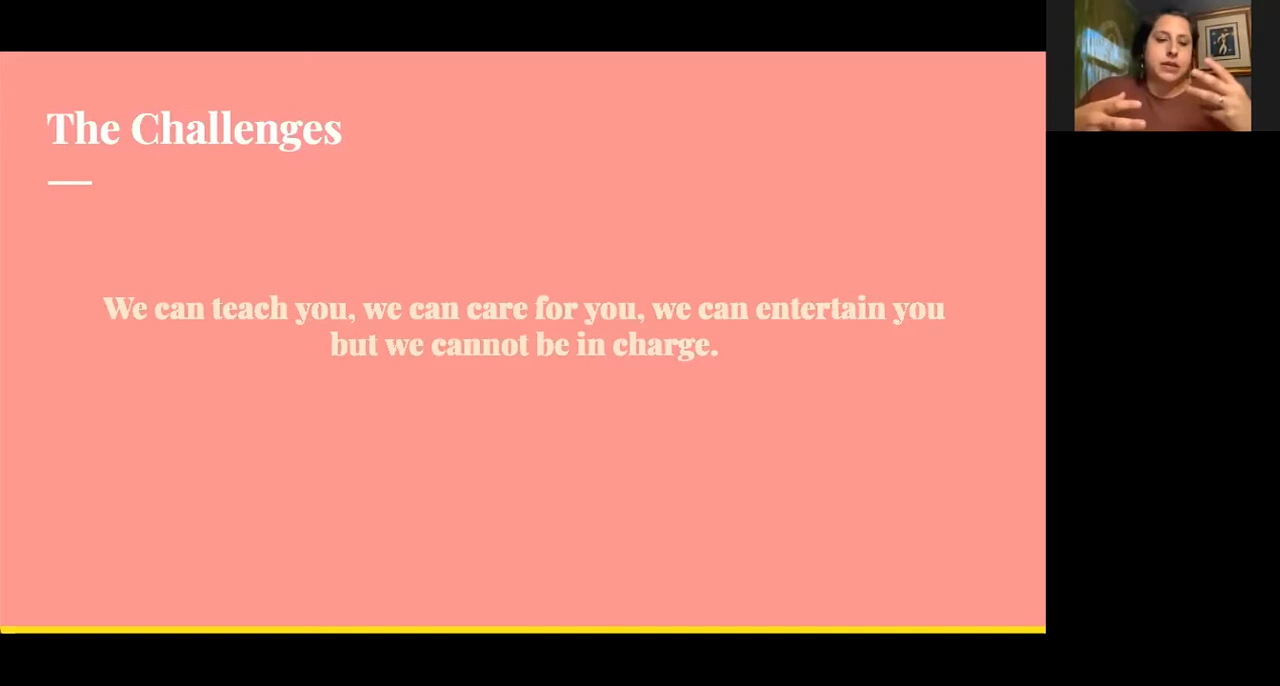 The Challenges
We can teach you, we can care for you, we can entertain you
but we cannot be in charge.